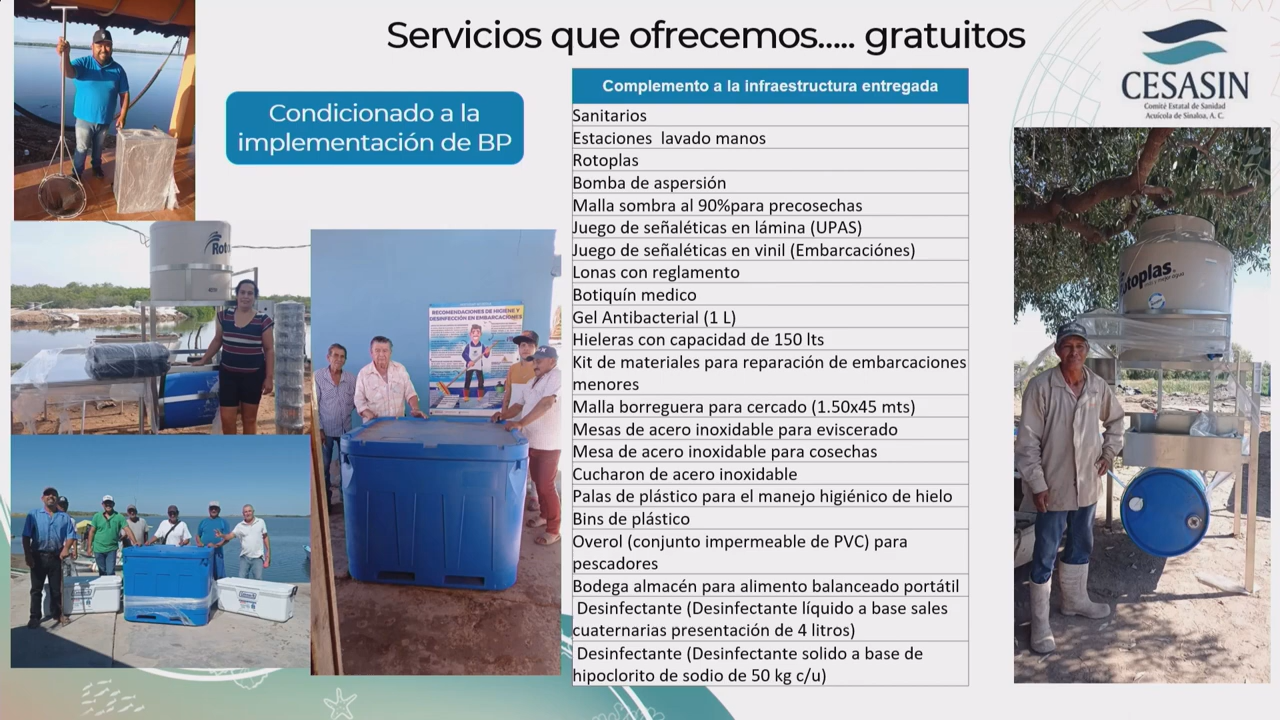 Servicios que ofrecemos..... gratuitos
CESASIN
Comité Estatal de Sanidad
Acuícola de Sinaloa, A. C.
Condicionado a la
implementación de BP
Complemento a la infraestructura entregada
Sanitarios
Estaciones  lavado manos
Rotoplas
Bomba de aspersión
Malla sombra al 90%para precosechas
Juego de señaléticas en lámina (UPAS)
Juego de señaléticas en vinil (Embarcaciónes)
Lonas con reglamento
Botiquín medico
Gel Antibacterial (1 L)
Hieleras con capacidad de 150 lts
Kit de materiales para reparación de embarcaciones
menores
Malla borreguera para cercado (1.50x45 mts)
Mesas de acero inoxidable para eviscerado
Mesa de acero inoxidable para cosechas
Cucharon de acero inoxidable
Palas de plástico para el manejo higiénico de hielo
Bins de plástico
Overol (conjunto impermeable de PVC) para
pescadores
Bodega almacén para alimento balanceado portátil
Desinfectante (Desinfectante líquido a base sales
cuaternarias presentación de 4 litros)
Desinfectante (Desinfectante solido a base de
hipoclorito de sodio de 50 kg c/u)
Roto
RECOMENDACIONES DE HIGIENE Y
DESINFECCIÓN EN EMBARCACIONES
otoplas